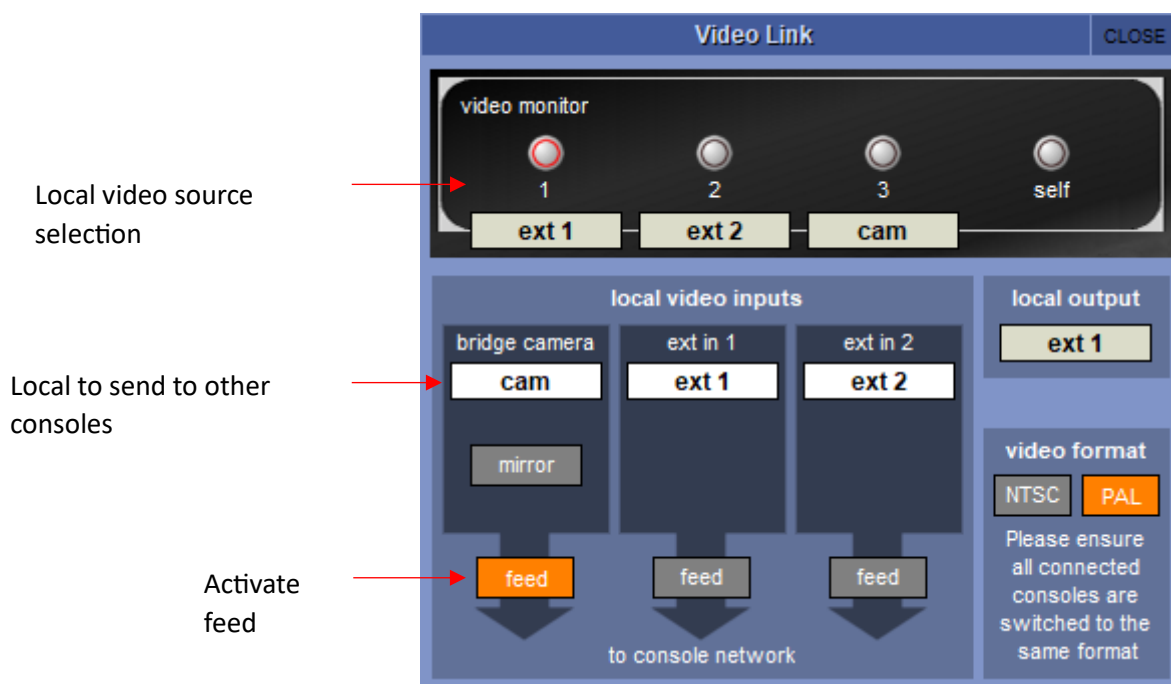 Video Link
CLOSE
video monitor
1
2
3
self
ext 1
ext 2
cam
Local video source
selection
local video inputs
bridge camera
ext in 1
ext in 2
cam
ext 1
ext 2
mirror
feed
feed
feed
to console network
Local to send to other
consoles
Activate
feed
local output
ext 1
video format
NTSC
PAL
Please ensure
all connected
consoles are
switched to the
same format